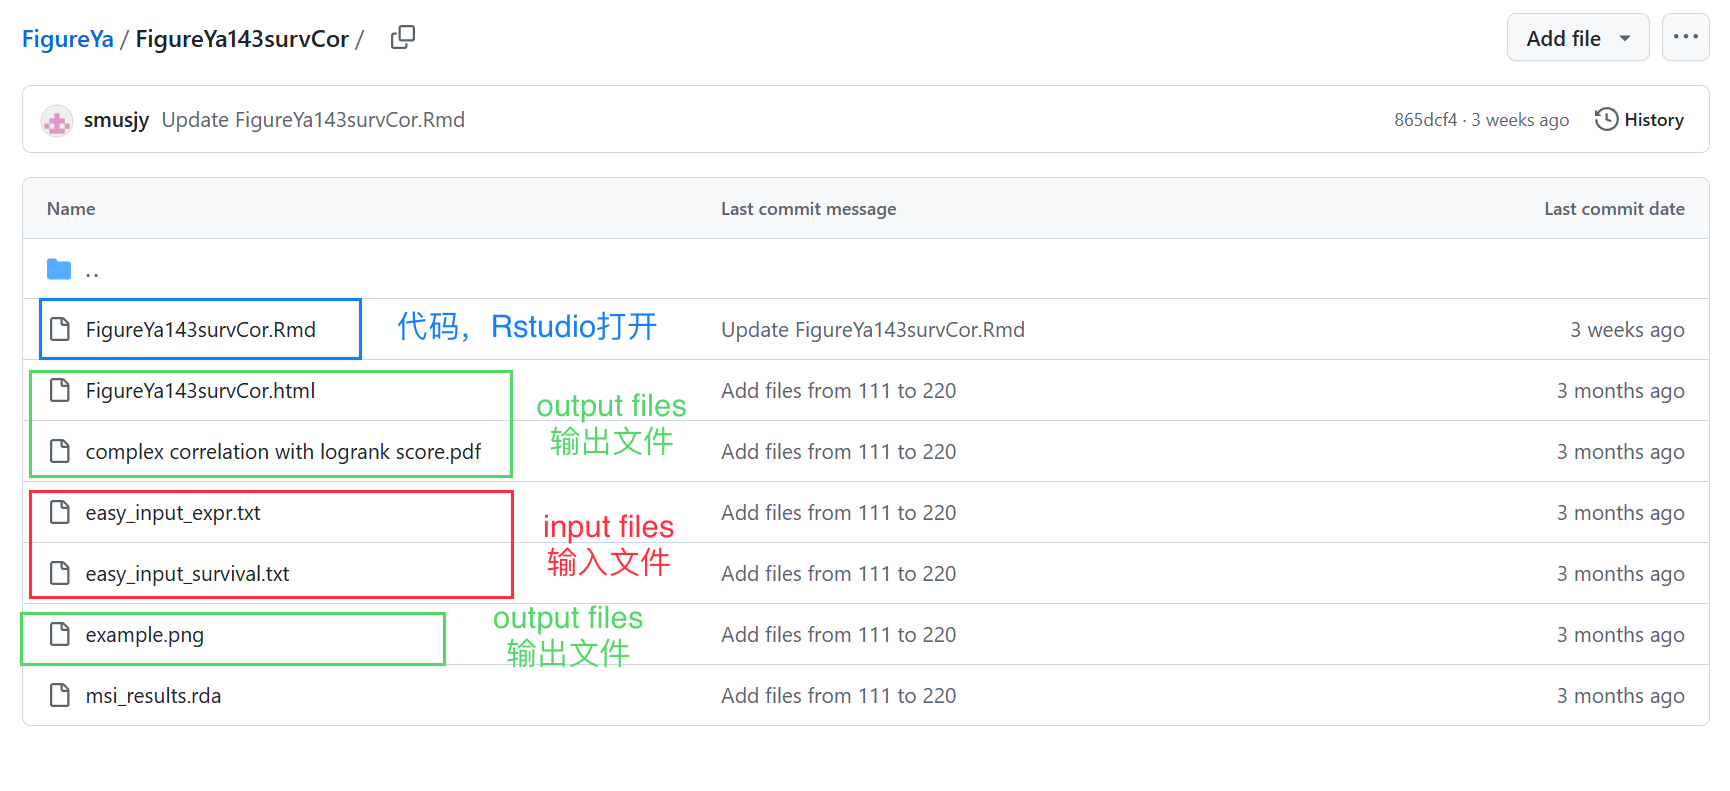 FigureYa / FigureYa143survCor /
Add file
smusjy Update FigureYa143survCor.Rmd
865dcf4 · 3 weeks ago
History
Name Last commit message Last commit date
..
FigureYa143survCor.Rmd 代码，Rstudio打开 Update FigureYa143survCor.Rmd 3 weeks ago
FigureYa143survCor.html Add files from 111 to 220 3 months ago
output files
输出文件
complex correlation with logrank score.pdf Add files from 111 to 220 3 months ago
easy_input_expr.txt Add files from 111 to 220 3 months ago
input files
输入文件
easy_input_survival.txt Add files from 111 to 220 3 months ago
output files
输出文件
example.png Add files from 111 to 220 3 months ago
msi_results.rda Add files from 111 to 220 3 months ago